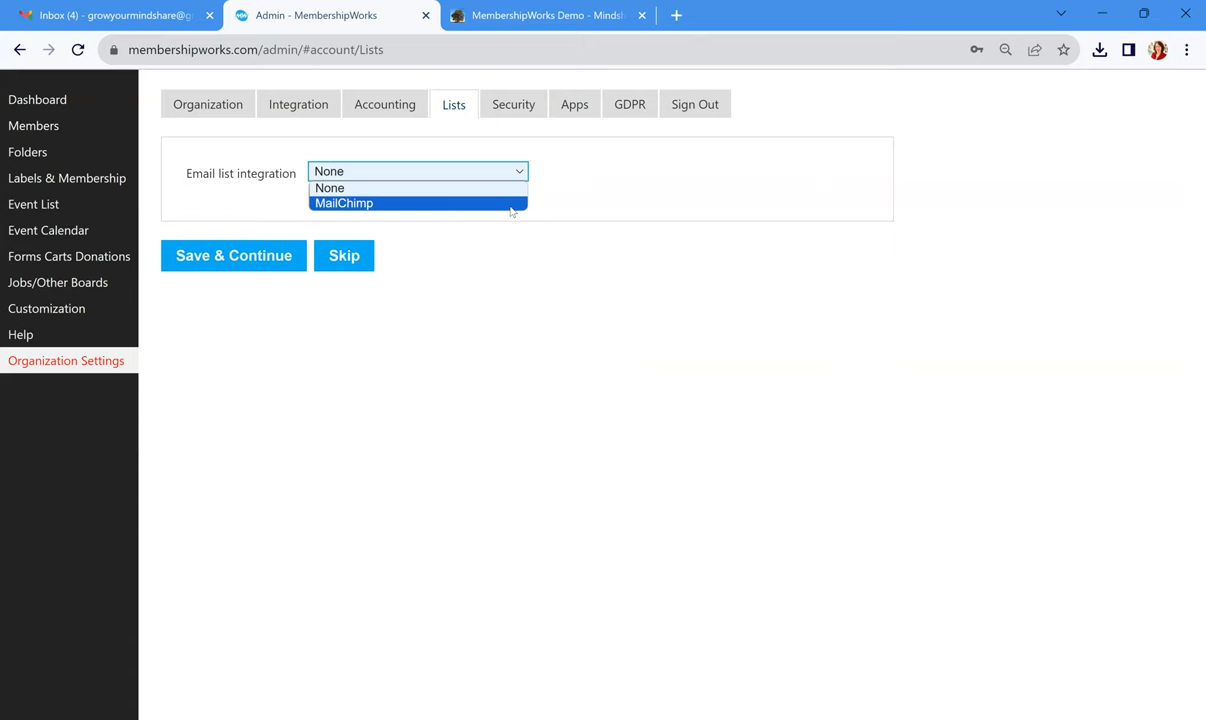 Inbox (4) - growyourmindshare@g
Admin - MembershipWorks
MembershipWorks Demo - Mindsh
membershipworks.com/admin/#account/Lists
Dashboard
Members
Folders
Labels & Membership
Event List
Event Calendar
Forms Carts Donations
Jobs/Other Boards
Customization
Help
Organization Settings
Organization
Integration
Accounting
Lists
Security
Apps
GDPR
Sign Out
Email list integration
None
None
MailChimp
Save & Continue
Skip